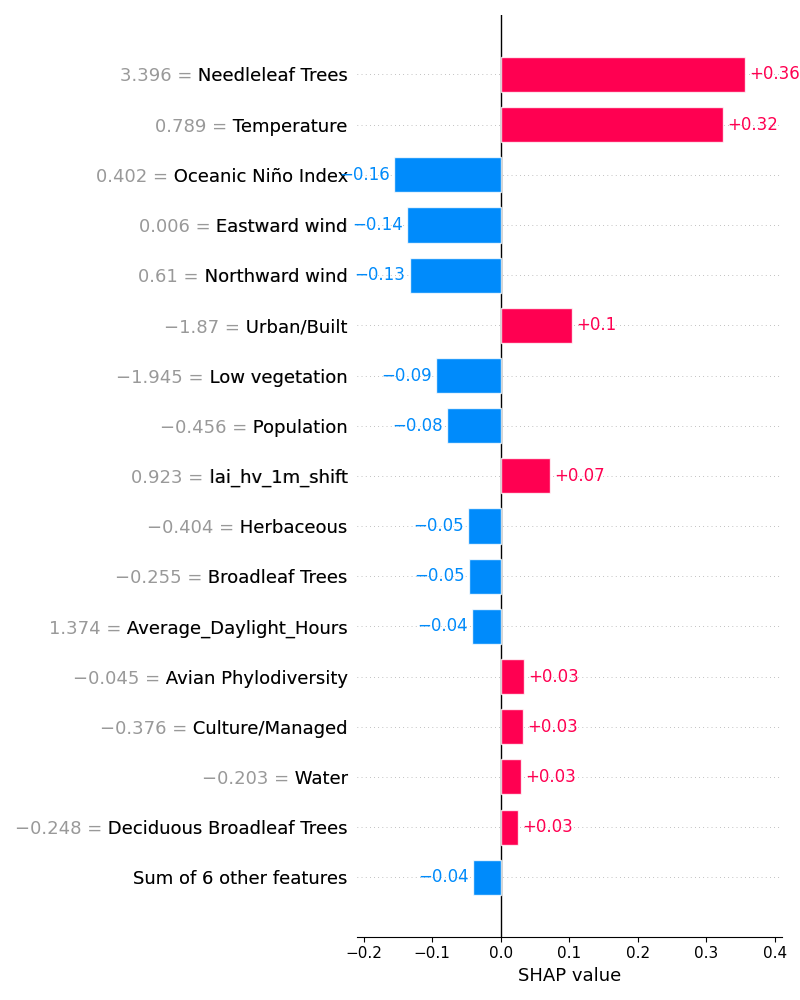 3.396 = Needleleaf Trees +0.36
0.789 = Temperature +0.32
0.402 = Oceanic Niño Index −0.16
0.006 = Eastward wind −0.14
0.61 = Northward wind −0.13
−1.87 = Urban/Built +0.1
−1.945 = Low vegetation −0.09
−0.456 = Population −0.08
0.923 = lai_hv_1m_shift +0.07
−0.404 = Herbaceous −0.05
−0.255 = Broadleaf Trees −0.05
1.374 = Average_Daylight_Hours −0.04
−0.045 = Avian Phylodiversity +0.03
−0.376 = Culture/Managed +0.03
−0.203 = Water +0.03
−0.248 = Deciduous Broadleaf Trees +0.03
Sum of 6 other features −0.04
−0.2 −0.1 0.0 0.1 0.2 0.3 0.4
SHAP value